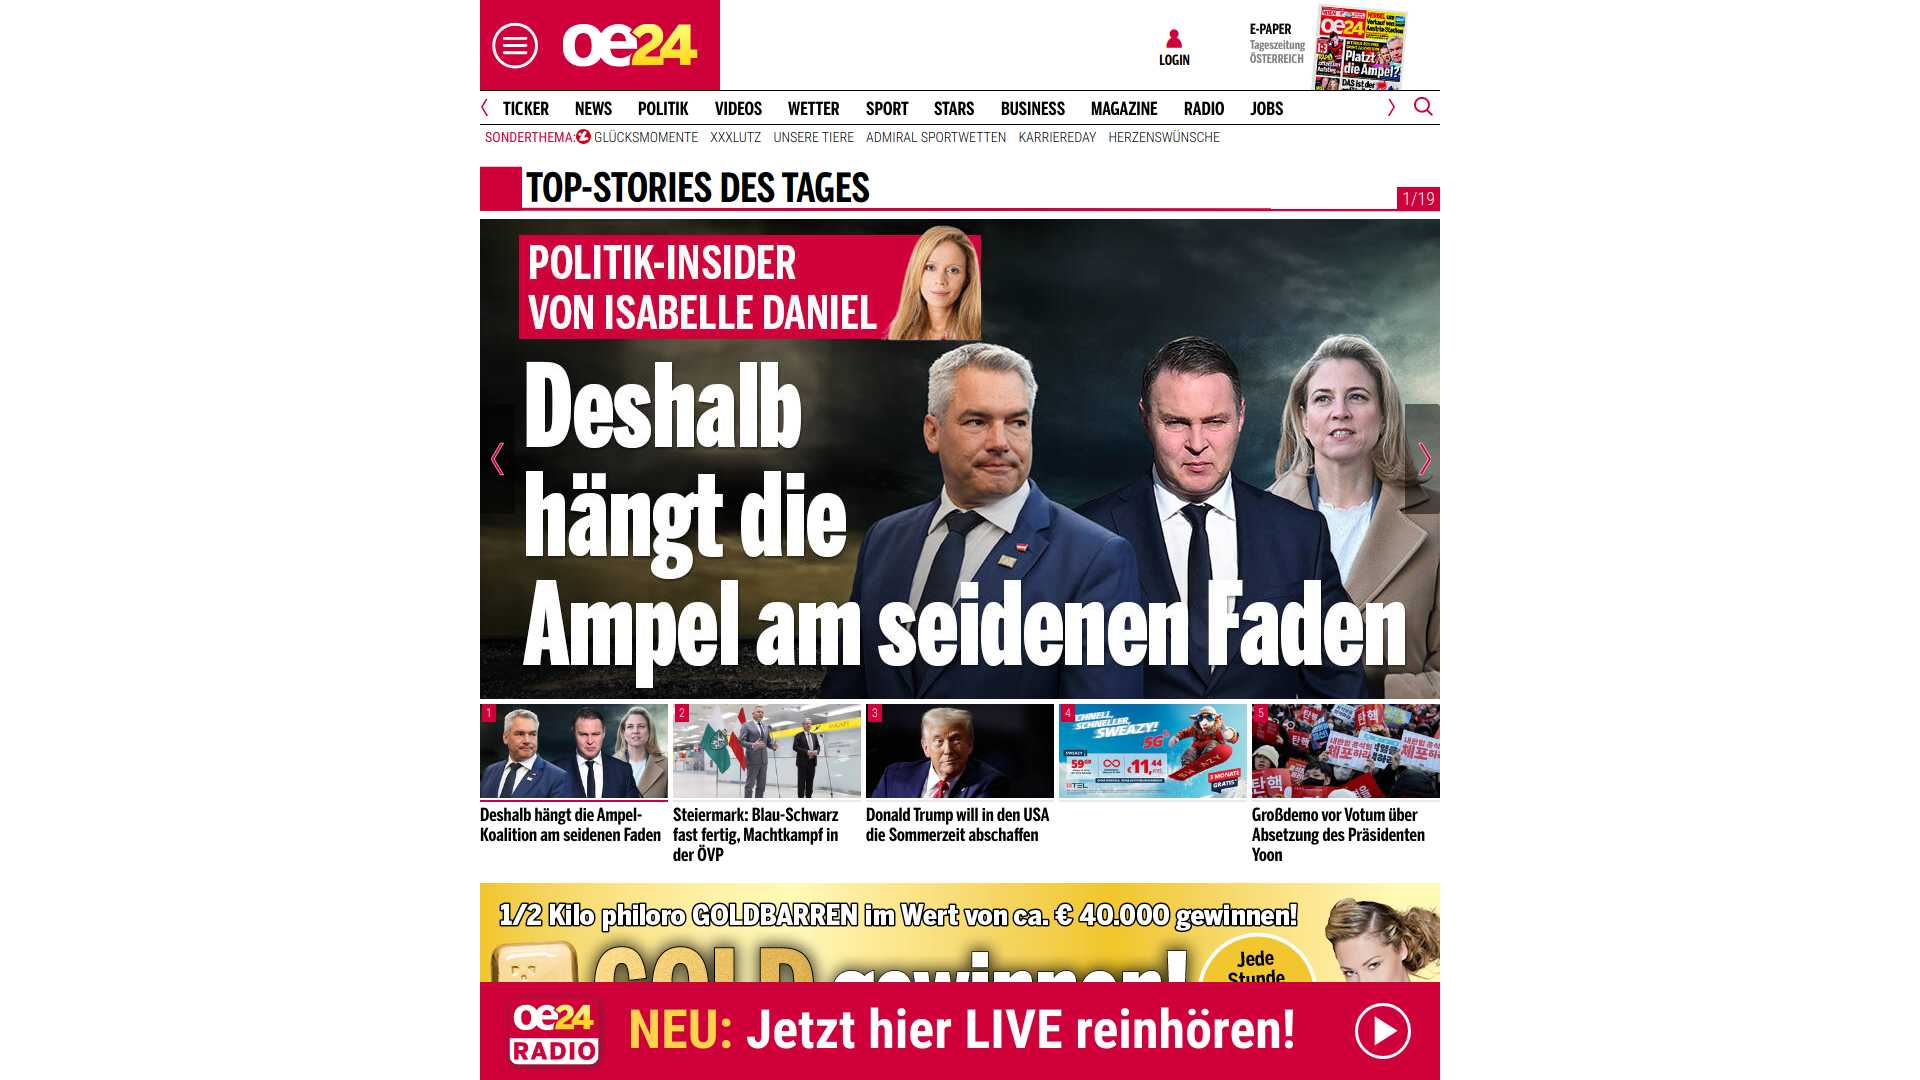 oe24
LOGIN
E-PAPER
Tageszeitung
ÖSTERREICH
oe24
Platzt
die Ampel?
TICKER NEWS POLITIK VIDEOS WETTER SPORT STARS BUSINESS MAGAZINE RADIO JOBS
SONDERTHEMA: GLÜCKSMOMENTE XXXLUTZ UNSERE TIERE ADMIRAL SPORTWETTEN KARRIEREDAY HERZENSWÜNSCHE
TOP-STORIES DES TAGES
1/19
POLITIK-INSIDER
VON ISABELLE DANIEL
Deshalb
hängt die
Ampel am seidenen Faden
1
2
3
4
SCHNELLER,
SWEAZY!
5G
59
€11,44
3 MONATE
GRATIS
5
Deshalb hängt die Ampel-
Koalition am seidenen Faden
Steiermark: Blau-Schwarz
fast fertig, Machtkampf in
der ÖVP
Donald Trump will in den USA
die Sommerzeit abschaffen
Großdemo vor Votum über
Absetzung des Präsidenten
Yoon
1/2 Kilo philoro GOLDBARREN im Wert von ca. € 40.000 gewinnen!
GOLD gewinnen!
Jede
Stunde
oe24
RADIO
NEU: Jetzt hier LIVE reinhören!